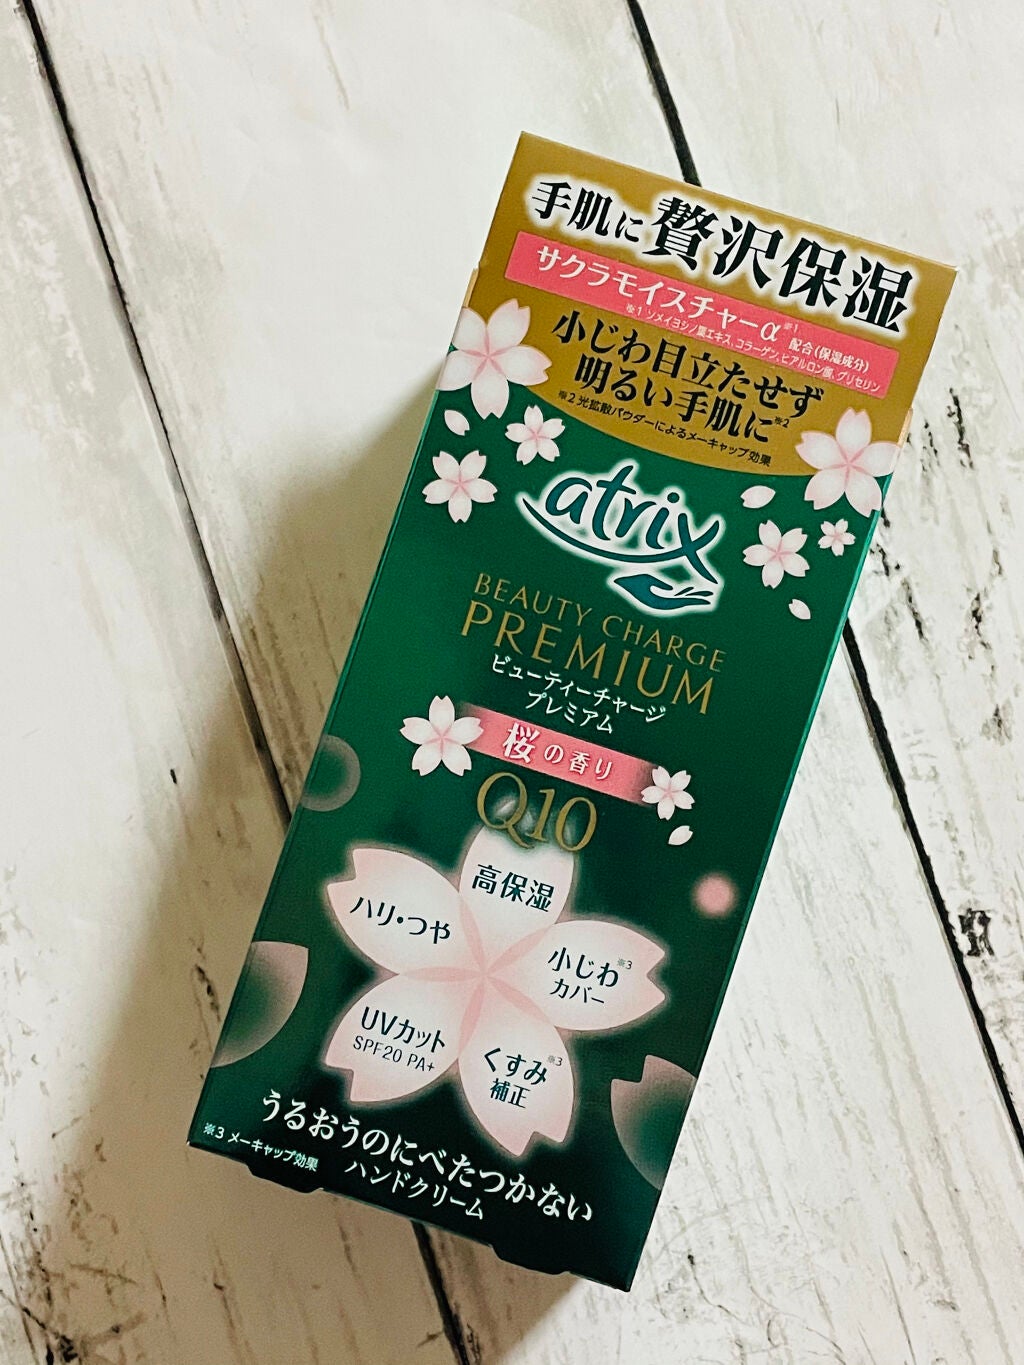 手肌に贅沢保湿
サクラモイスチャーα※1 配合(保湿成分)
※1 ソメイヨシノ葉エキス、コラーゲン、ヒアルロン酸、グリセリン
小じわ目立たせず
明るい手肌に※2
※2 光拡散パウダーによるメーキャップ効果
atrix
BEAUTY CHARGE
PREMIUM
ビューティーチャージ
プレミアム
桜の香り
Q10
高保湿
ハリ・つや
小じわ※3
カバー
UVカット
SPF20 PA+
くすみ※3
補正
うるおうのにべたつかない
ハンドクリーム
※3 メーキャップ効果